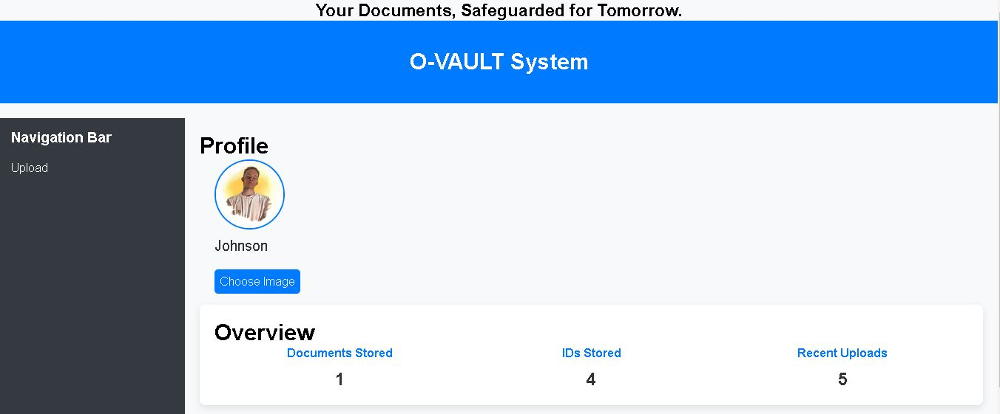 Your Documents, Safeguarded for Tomorrow.
O-VAULT System
Navigation Bar
Upload
Profile
Johnson
Choose Image
Overview
Documents Stored IDs Stored Recent Uploads
1 4 5